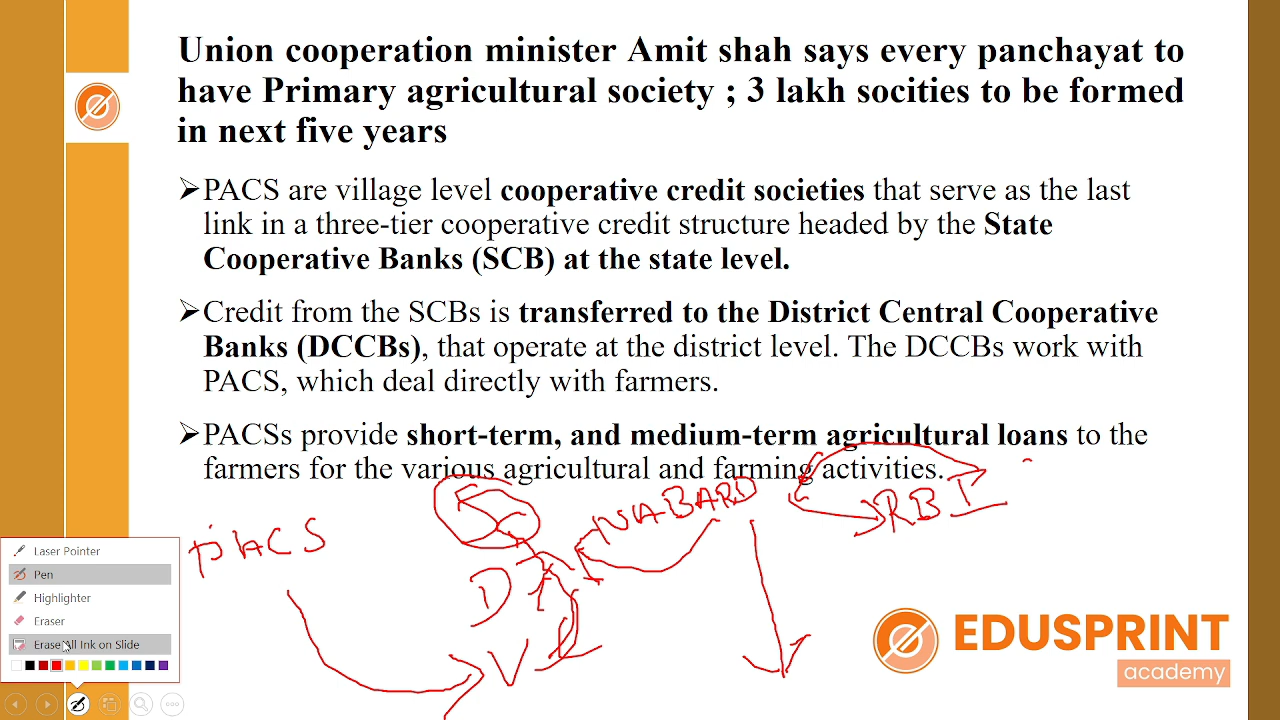 Union cooperation minister Amit shah says every panchayat to
have Primary agricultural society ; 3 lakh socities to be formed
in next five years
➢PACS are village level cooperative credit societies that serve as the last
link in a three-tier cooperative credit structure headed by the State
Cooperative Banks (SCB) at the state level.
➢Credit from the SCBs is transferred to the District Central Cooperative
Banks (DCCBs), that operate at the district level. The DCCBs work with
PACS, which deal directly with farmers.
➢PACSs provide short-term, and medium-term agricultural loans to the
farmers for the various agricultural and farming activities.
PACS
NABARD
RBI
D
V
Laser Pointer
Pen
Highlighter
Eraser
Erase All Ink on Slide
EDUSPRINT
academy